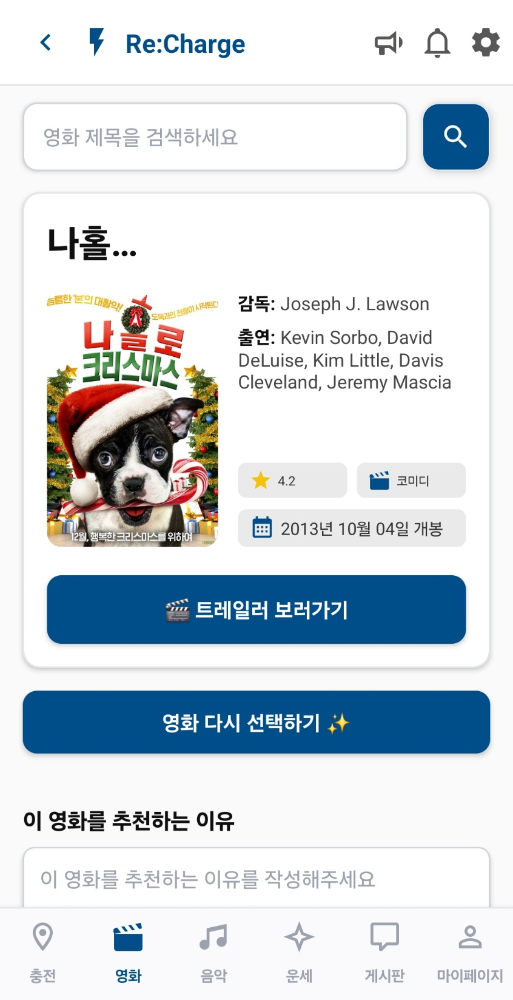 Re:Charge
영화 제목을 검색하세요
나홀...
감독: Joseph J. Lawson
출연: Kevin Sorbo, David
DeLuise, Kim Little, Davis
Cleveland, Jeremy Mascia
늠름한 '본'의 대활약!
도둑과의 전쟁이 시작된다
나홀로
크리스마스
12월, 행복한 크리스마스를 위하여
4.2
코미디
2013년 10월 04일 개봉
트레일러 보러가기
영화 다시 선택하기
이 영화를 추천하는 이유
이 영화를 추천하는 이유를 작성해주세요
충전
영화
음악
운세
게시판
마이페이지